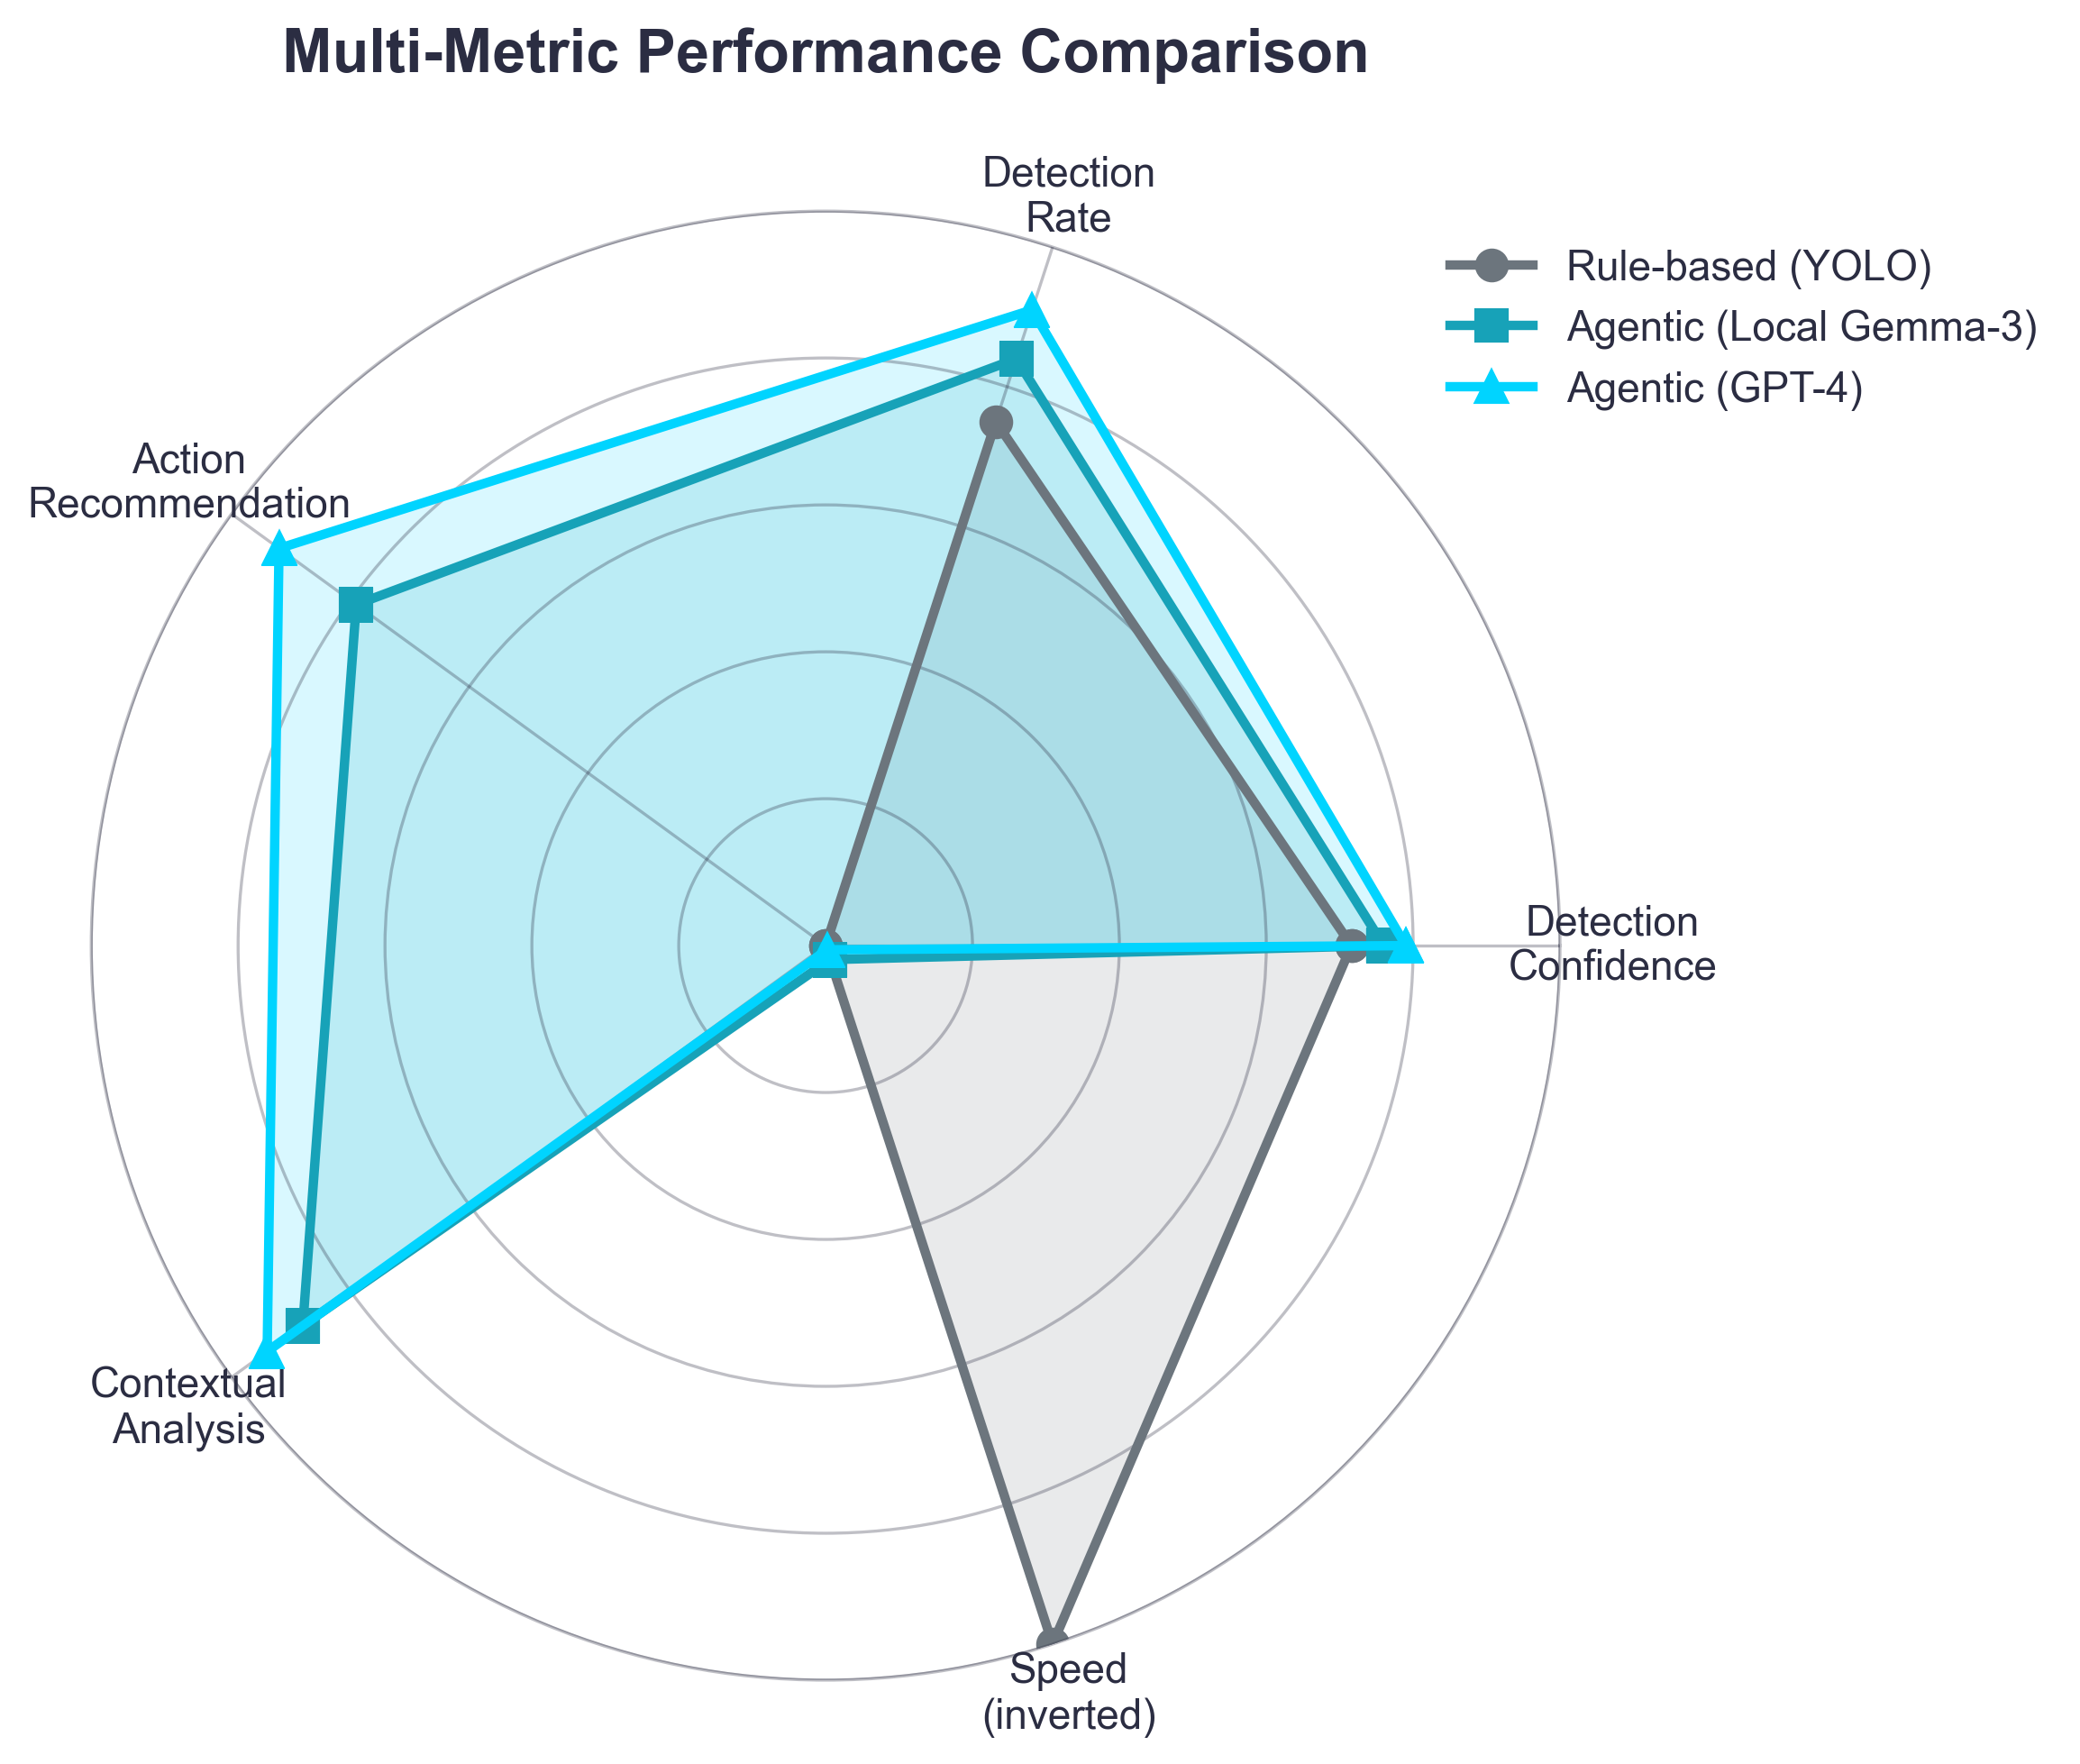 Multi-Metric Performance Comparison
Detection
Rate
Rule-based (YOLO)
Agentic (Local Gemma-3)
Agentic (GPT-4)
Action
Recommendation
Detection
Confidence
Contextual
Analysis
Speed
(inverted)